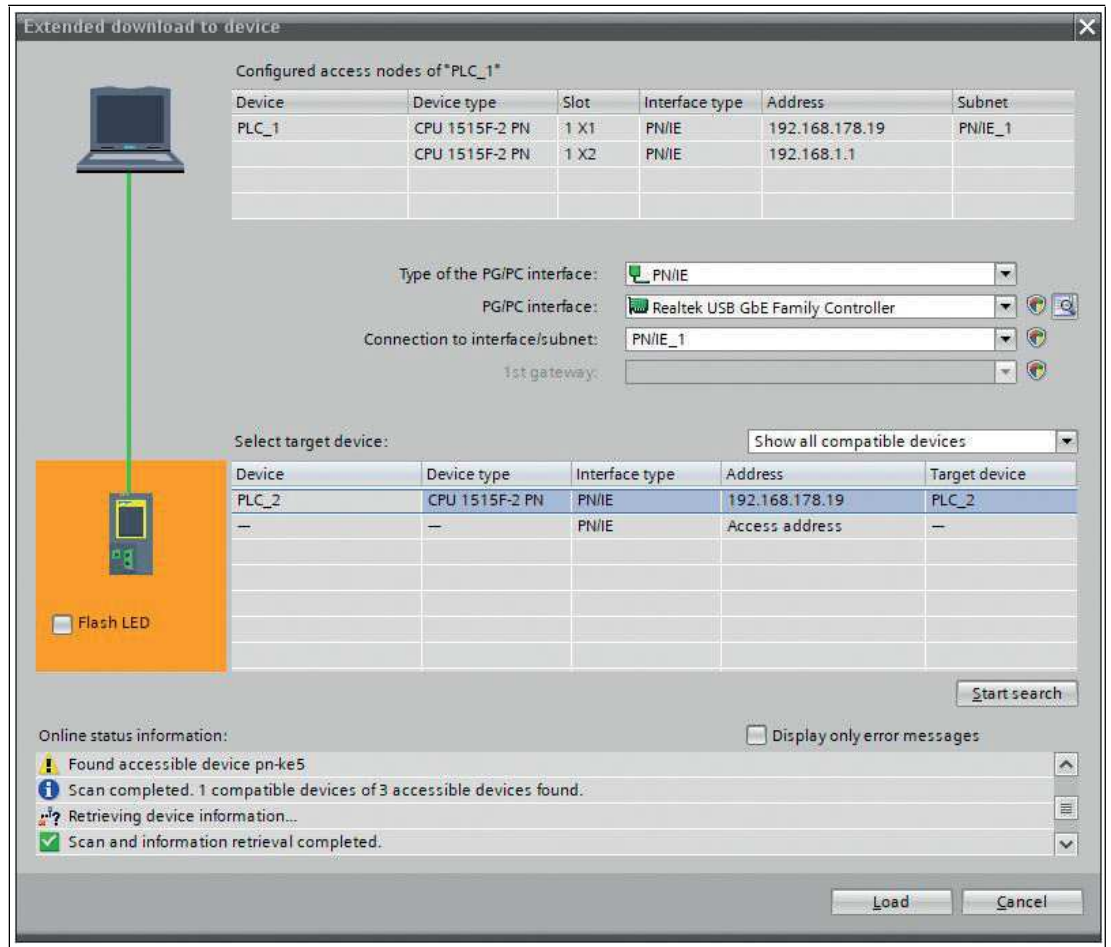 Extended download to device
Configured access nodes of "PLC_1"
Device Device type Slot Interface type Address Subnet
PLC_1 CPU 1515F-2 PN 1 X1 PN/IE 192.168.178.19 PN/IE_1
CPU 1515F-2 PN 1 X2 PN/IE 192.168.1.1
Type of the PG/PC interface: PN/IE
PG/PC interface: Realtek USB GbE Family Controller
Connection to interface/subnet: PN/IE_1
1st gateway:
Select target device: Show all compatible devices
Device Device type Interface type Address Target device
PLC_2 CPU 1515F-2 PN PN/IE 192.168.178.19 PLC_2
— — PN/IE Access address —
Flash LED
Start search
Online status information: Display only error messages
Found accessible device pn-ke5
Scan completed. 1 compatible devices of 3 accessible devices found.
Retrieving device information...
Scan and information retrieval completed.
Load Cancel